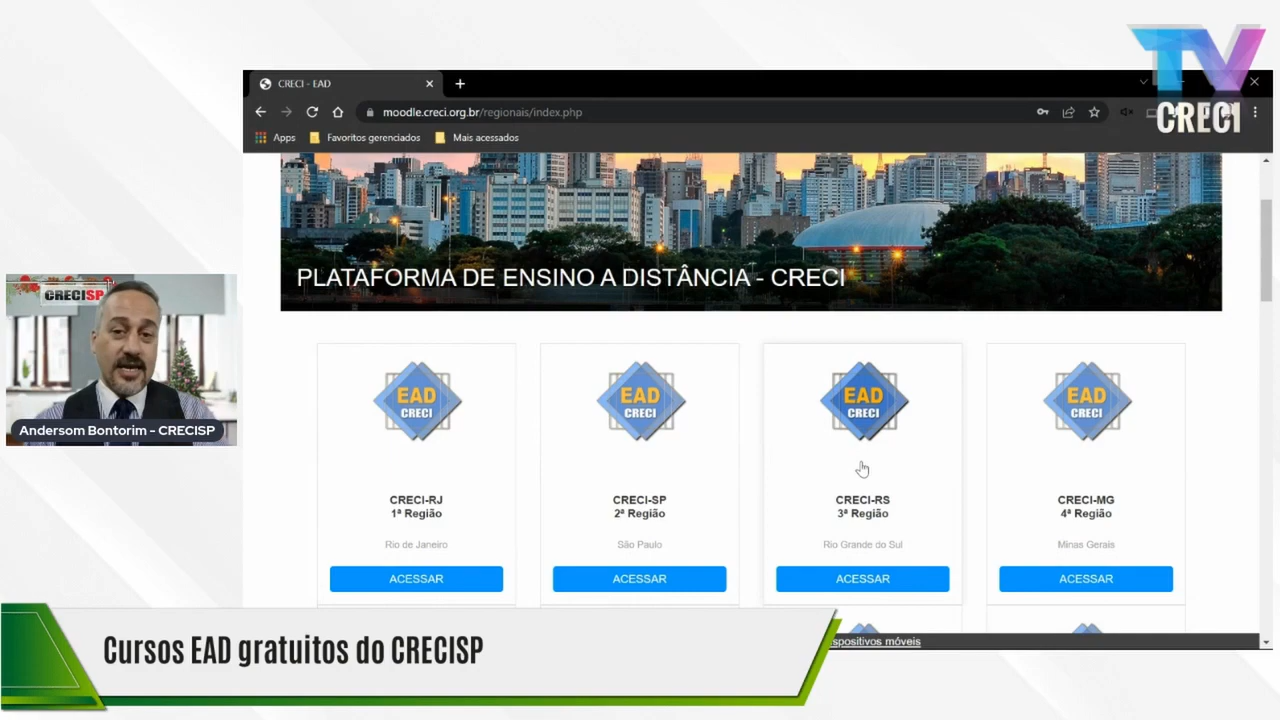 TV
CRECI
CRECI - EAD
moodle.creci.org.br/regionais/index.php
Apps
Favoritos gerenciados
Mais acessados
PLATAFORMA DE ENSINO A DISTÂNCIA - CRECI
CRECISP
Andersom Bontorim - CRECISP
EAD
CRECI
CRECI-RJ
1ª Região
Rio de Janeiro
ACESSAR
EAD
CRECI
CRECI-SP
2ª Região
São Paulo
ACESSAR
EAD
CRECI
CRECI-RS
3ª Região
Rio Grande do Sul
ACESSAR
EAD
CRECI
CRECI-MG
4ª Região
Minas Gerais
ACESSAR
spositivos móveis
Cursos EAD gratuitos do CRECISP